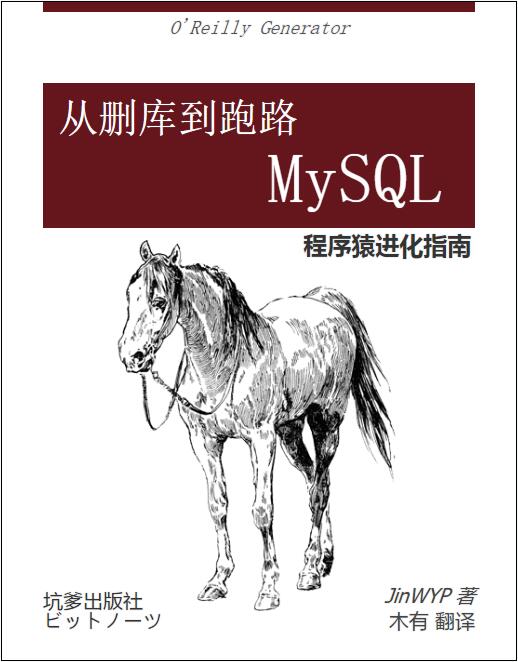 O'Reilly Generator
从删库到跑路
MySQL
程序猿进化指南
坑爹出版社
ビットノーツ
JinWYP 著
木有 翻译